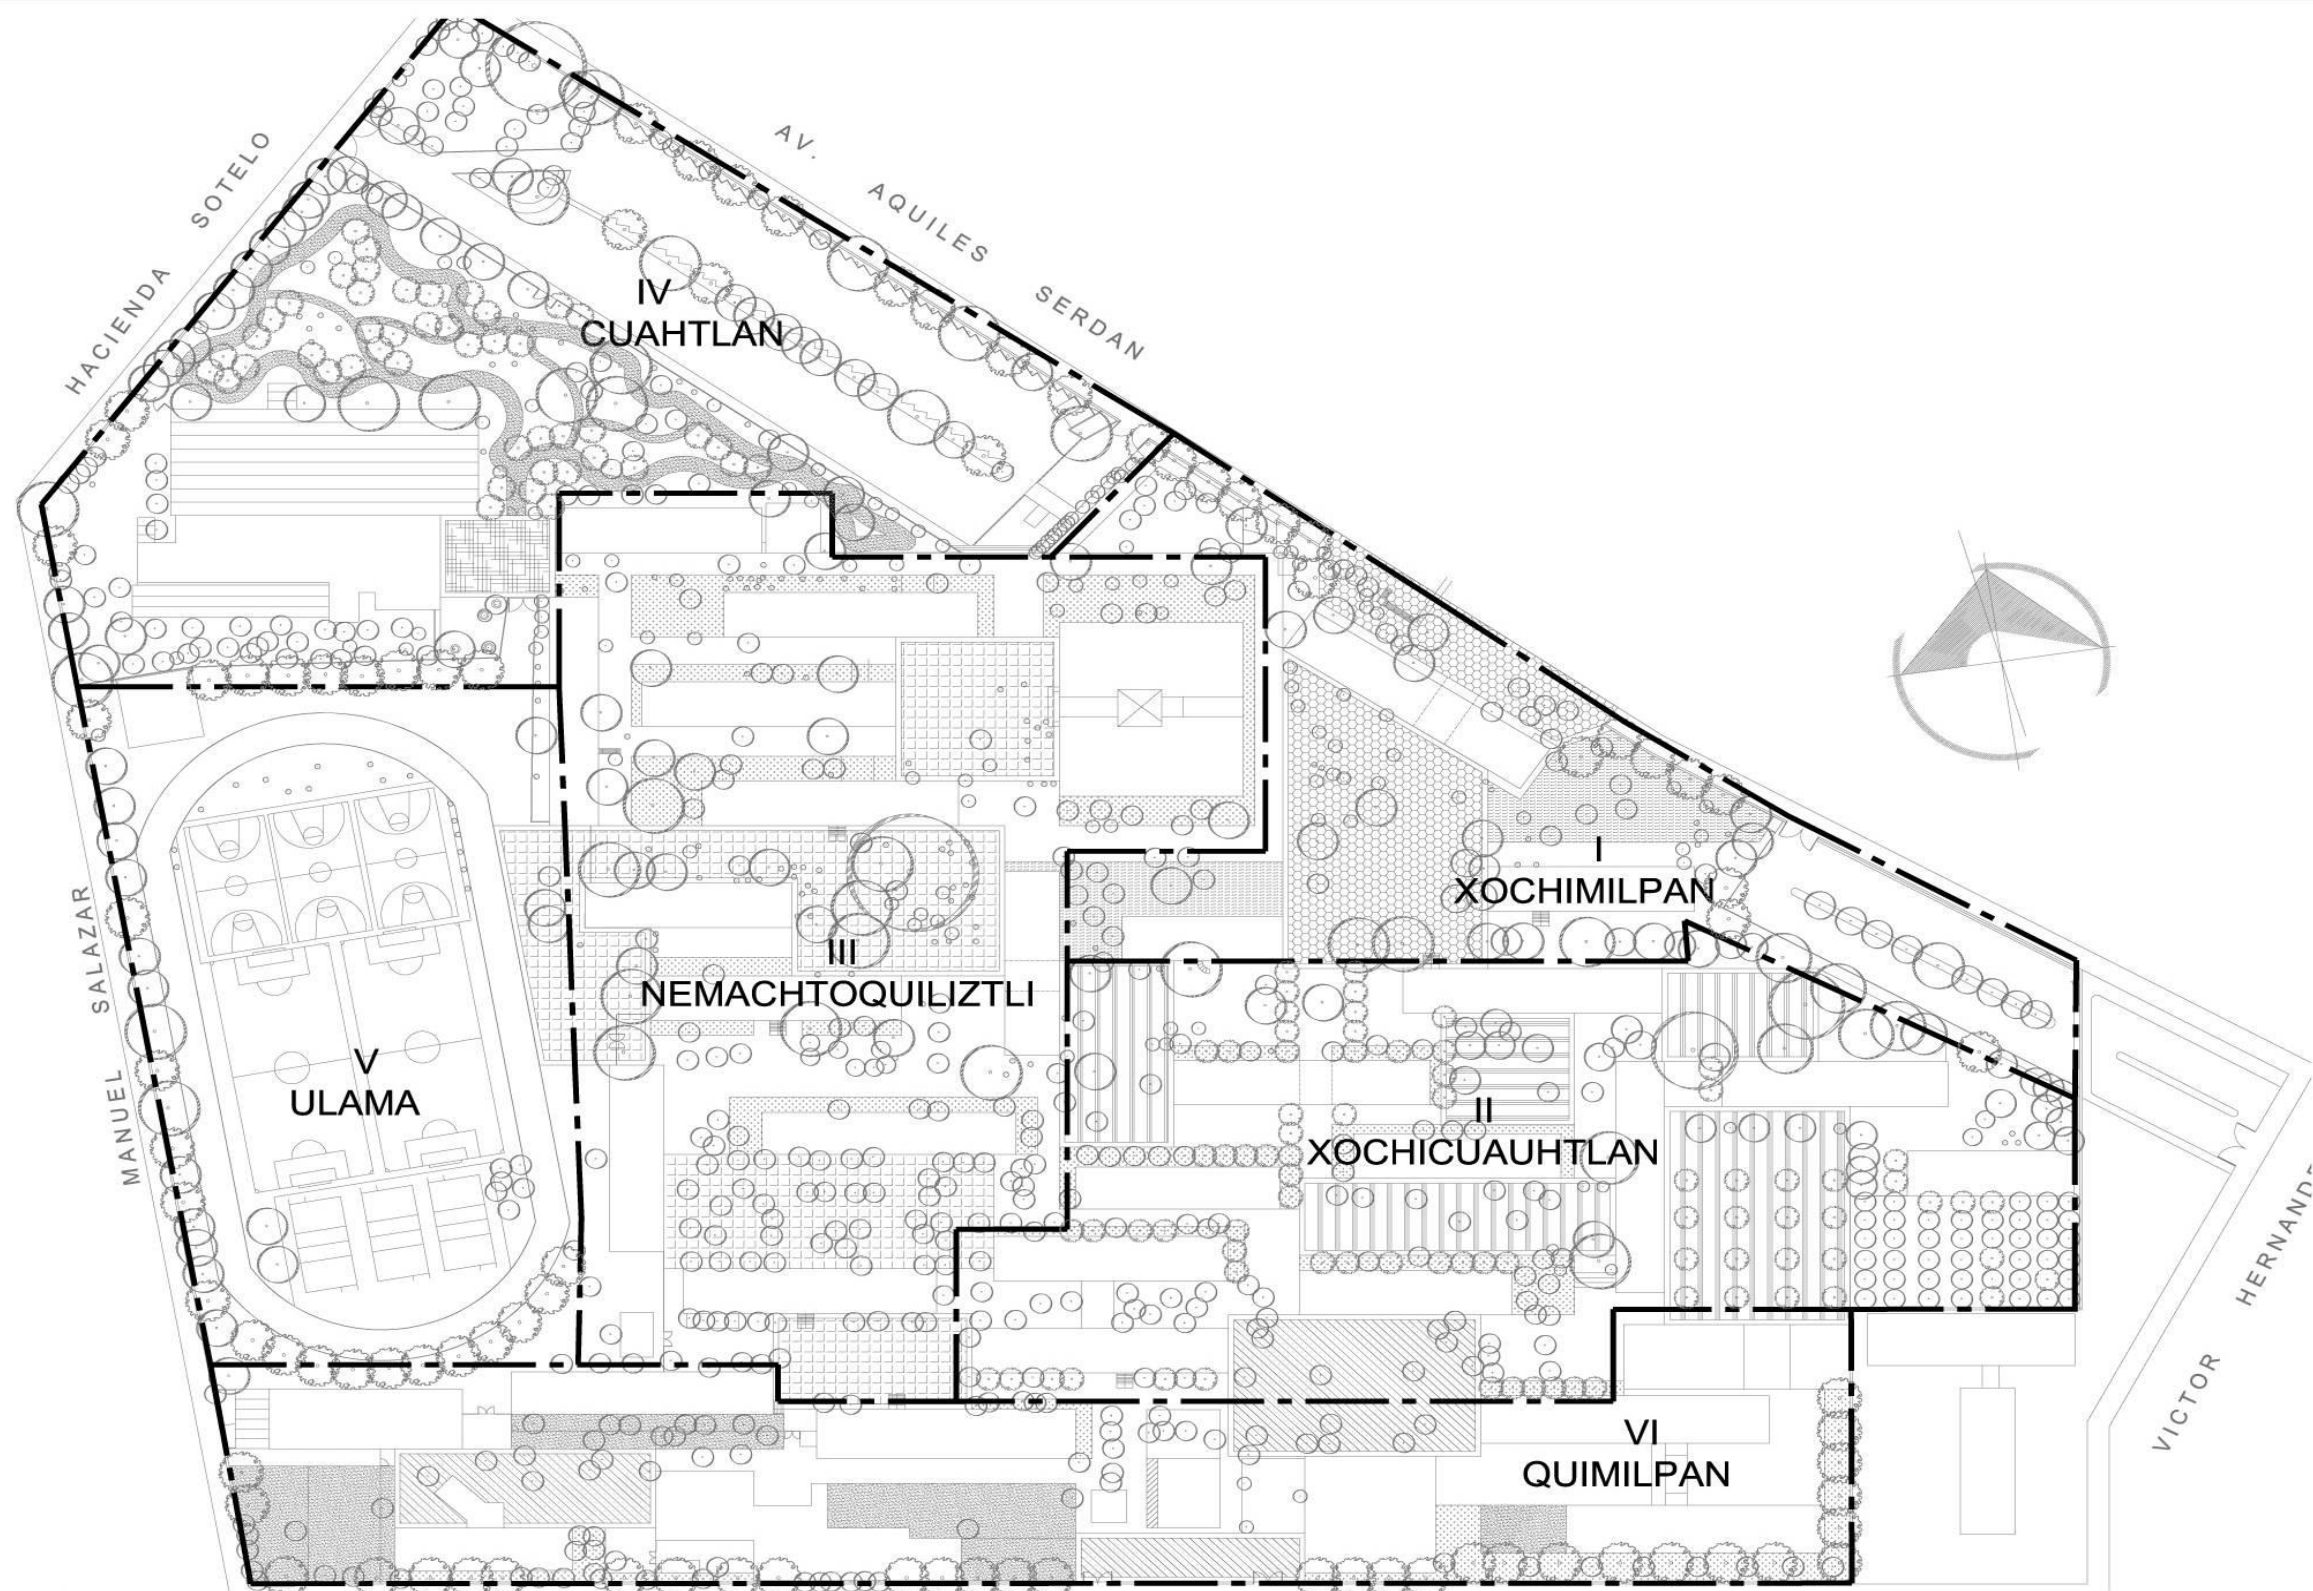 AV. AQUILES SERDAN
HACIENDA SOTELO
IV
CUAHTLAN
I
XOCHIMILPAN
III
NEMACHTOQUILIZTLI
V
ULAMA
MANUEL SALAZAR
II
XOCHICUAUHTLAN
VI
QUIMILPAN
VICTOR